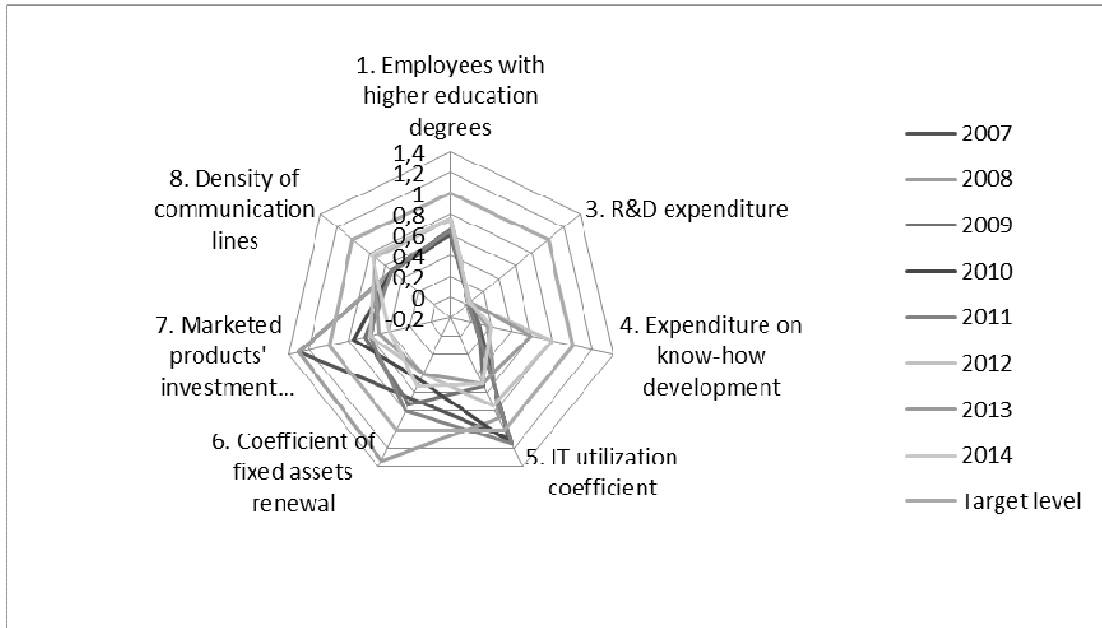 1. Employees with
higher education
degrees
1,4
1,2
1
0,8
0,6
0,4
0,2
0
-0,2
3. R&D expenditure
4. Expenditure on
know-how
development
5. IT utilization
coefficient
6. Coefficient of
fixed assets
renewal
7. Marketed
products'
investment...
8. Density of
communication
lines
2007
2008
2009
2010
2011
2012
2013
2014
Target level